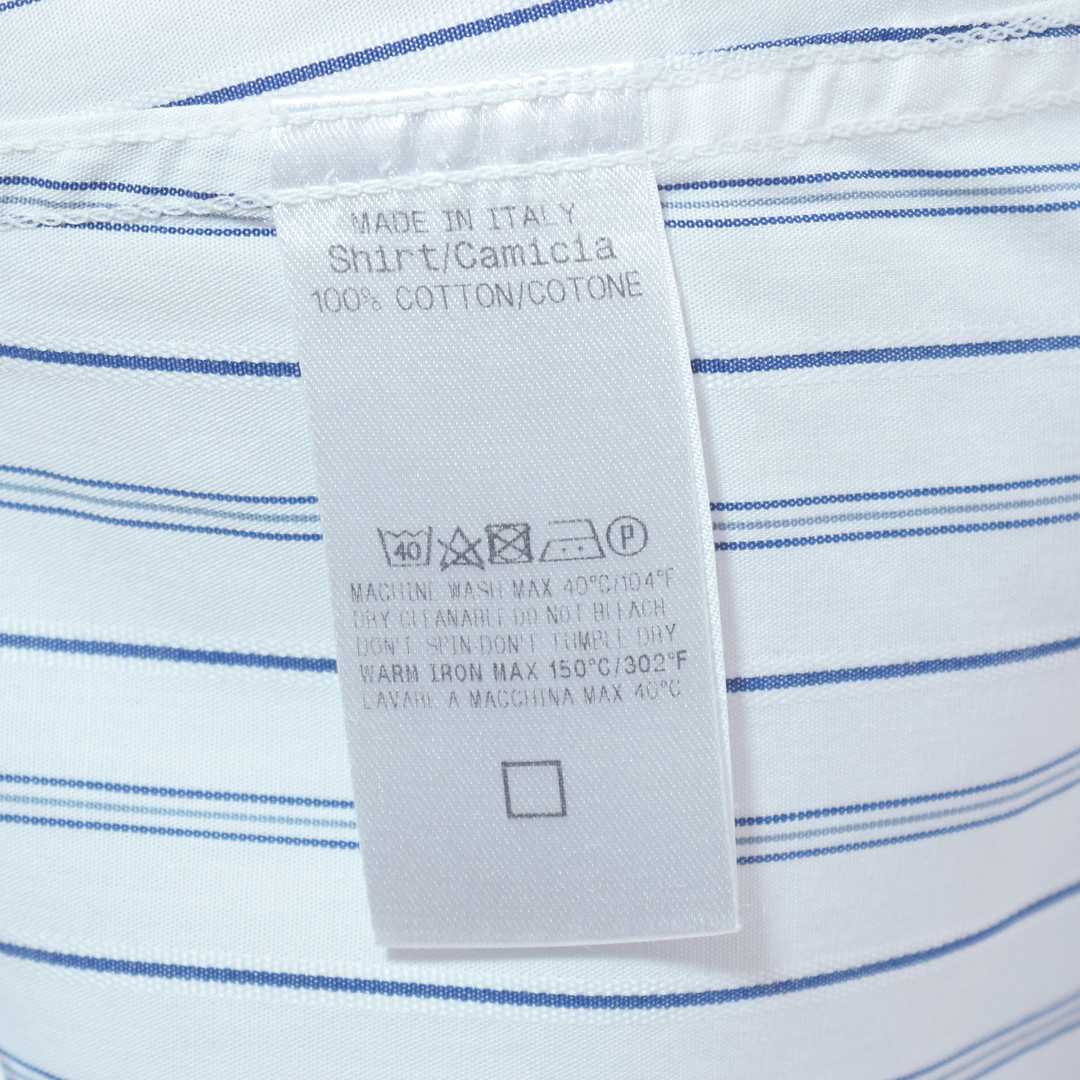 MADE IN ITALY
Shirt/Camicia
100% COTTON/COTONE
40 P
MACHINE WASH MAX 40°C/104°F
DRY CLEANABLE DO NOT BLEACH
DON'T SPIN-DON'T TUMBLE DRY
WARM IRON MAX 150°C/302°F
LAVARE A MACCHINA MAX 40°C